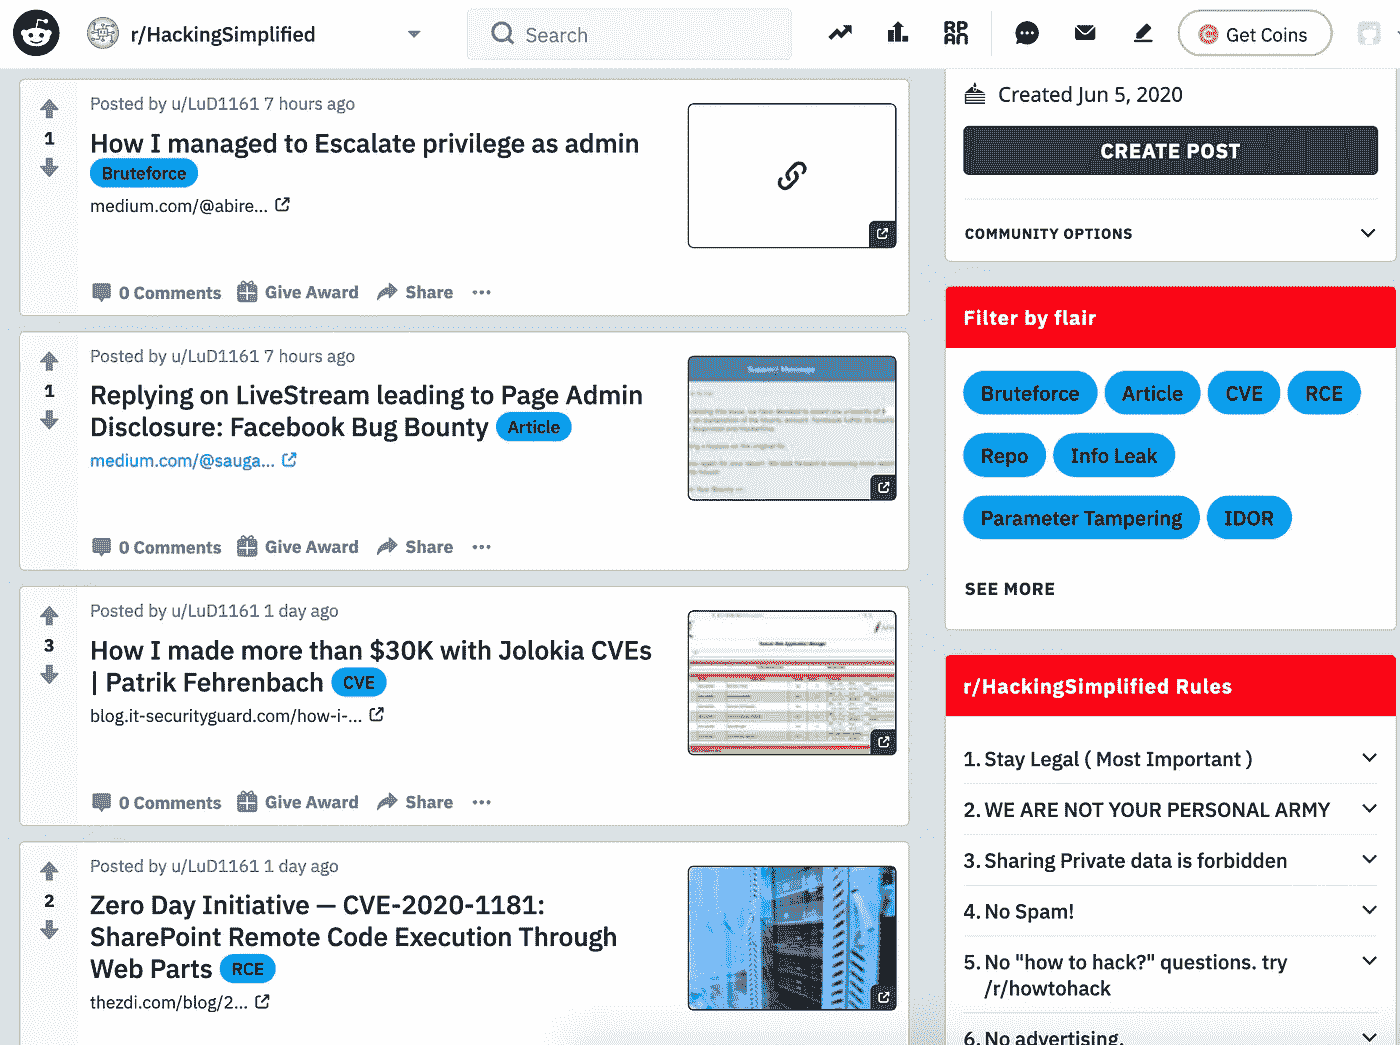 r/HackingSimplified
Search
RP
AN
Get Coins
Posted by u/LuD1161 7 hours ago
1
How I managed to Escalate privilege as admin
Bruteforce
medium.com/@abire...
0 Comments Give Award Share ...
Posted by u/LuD1161 7 hours ago
1
Replying on LiveStream leading to Page Admin
Disclosure: Facebook Bug Bounty Article
medium.com/@sauga...
Support Message
0 Comments Give Award Share ...
Posted by u/LuD1161 1 day ago
3
How I made more than $30K with Jolokia CVEs
| Patrik Fehrenbach CVE
blog.it-securityguard.com/how-i-...
0 Comments Give Award Share ...
Posted by u/LuD1161 1 day ago
2
Zero Day Initiative — CVE-2020-1181:
SharePoint Remote Code Execution Through
Web Parts RCE
thezdi.com/blog/2...
Created Jun 5, 2020
CREATE POST
COMMUNITY OPTIONS
Filter by flair
Bruteforce Article CVE RCE
Repo Info Leak
Parameter Tampering IDOR
SEE MORE
r/HackingSimplified Rules
1. Stay Legal ( Most Important )
2. WE ARE NOT YOUR PERSONAL ARMY
3. Sharing Private data is forbidden
4. No Spam!
5. No "how to hack?" questions. try
/r/howtohack
6. No advertising.